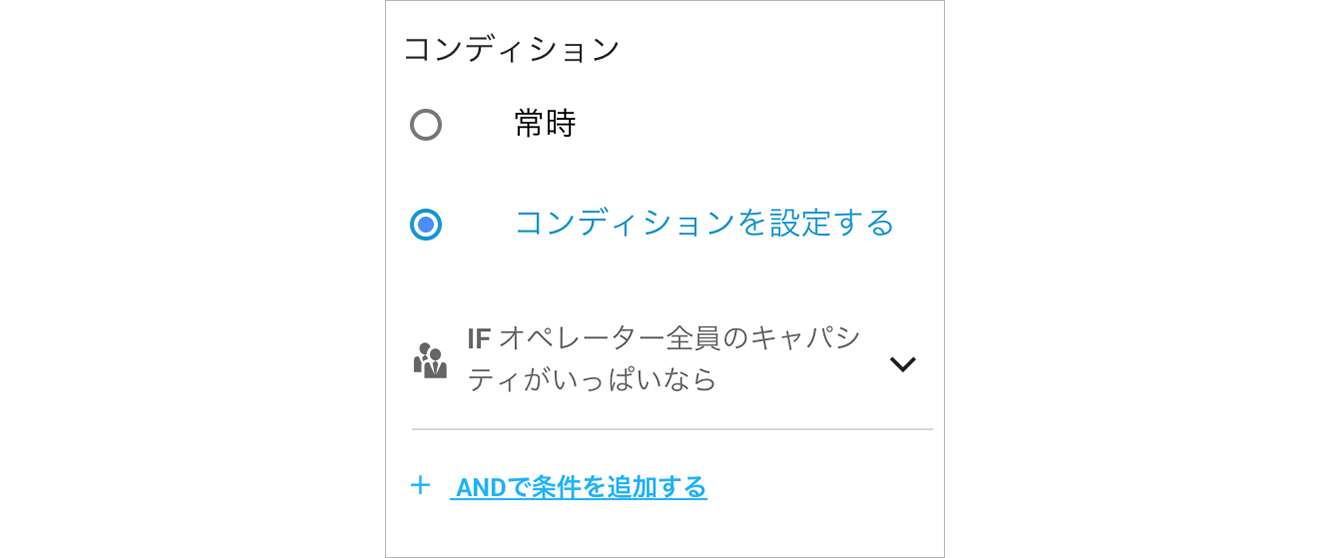 コンディション
常時
コンディションを設定する
IF オペレーター全員のキャパシ
ティがいっぱいなら
+ ANDで条件を追加する